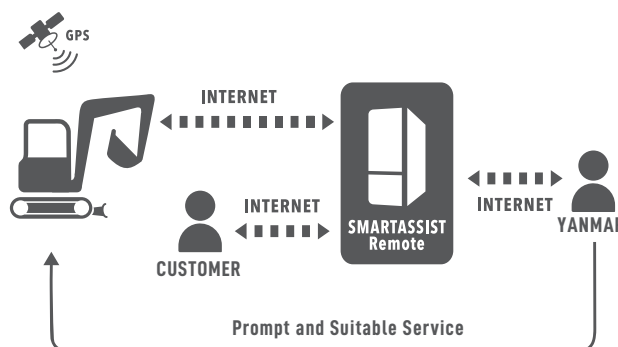 GPS
INTERNET
INTERNET
SMARTASSIST
Remote
INTERNET
CUSTOMER
YANMAI
Prompt and Suitable Service